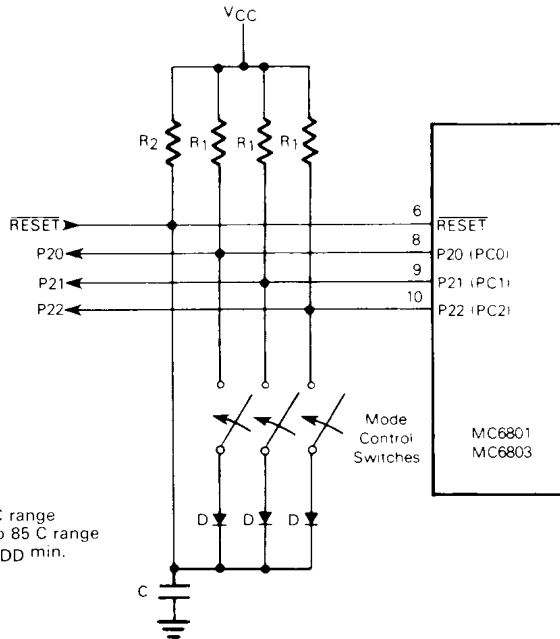 VCC
R2 R1 R1 R1
RESET
6
RESET
P20
8
P20 (PC0)
P21
9
P21 (PC1)
P22
10
P22 (PC2)
Mode
Control
Switches
MC6801
MC6803
D D D
C range
85 C range
DD min.
C